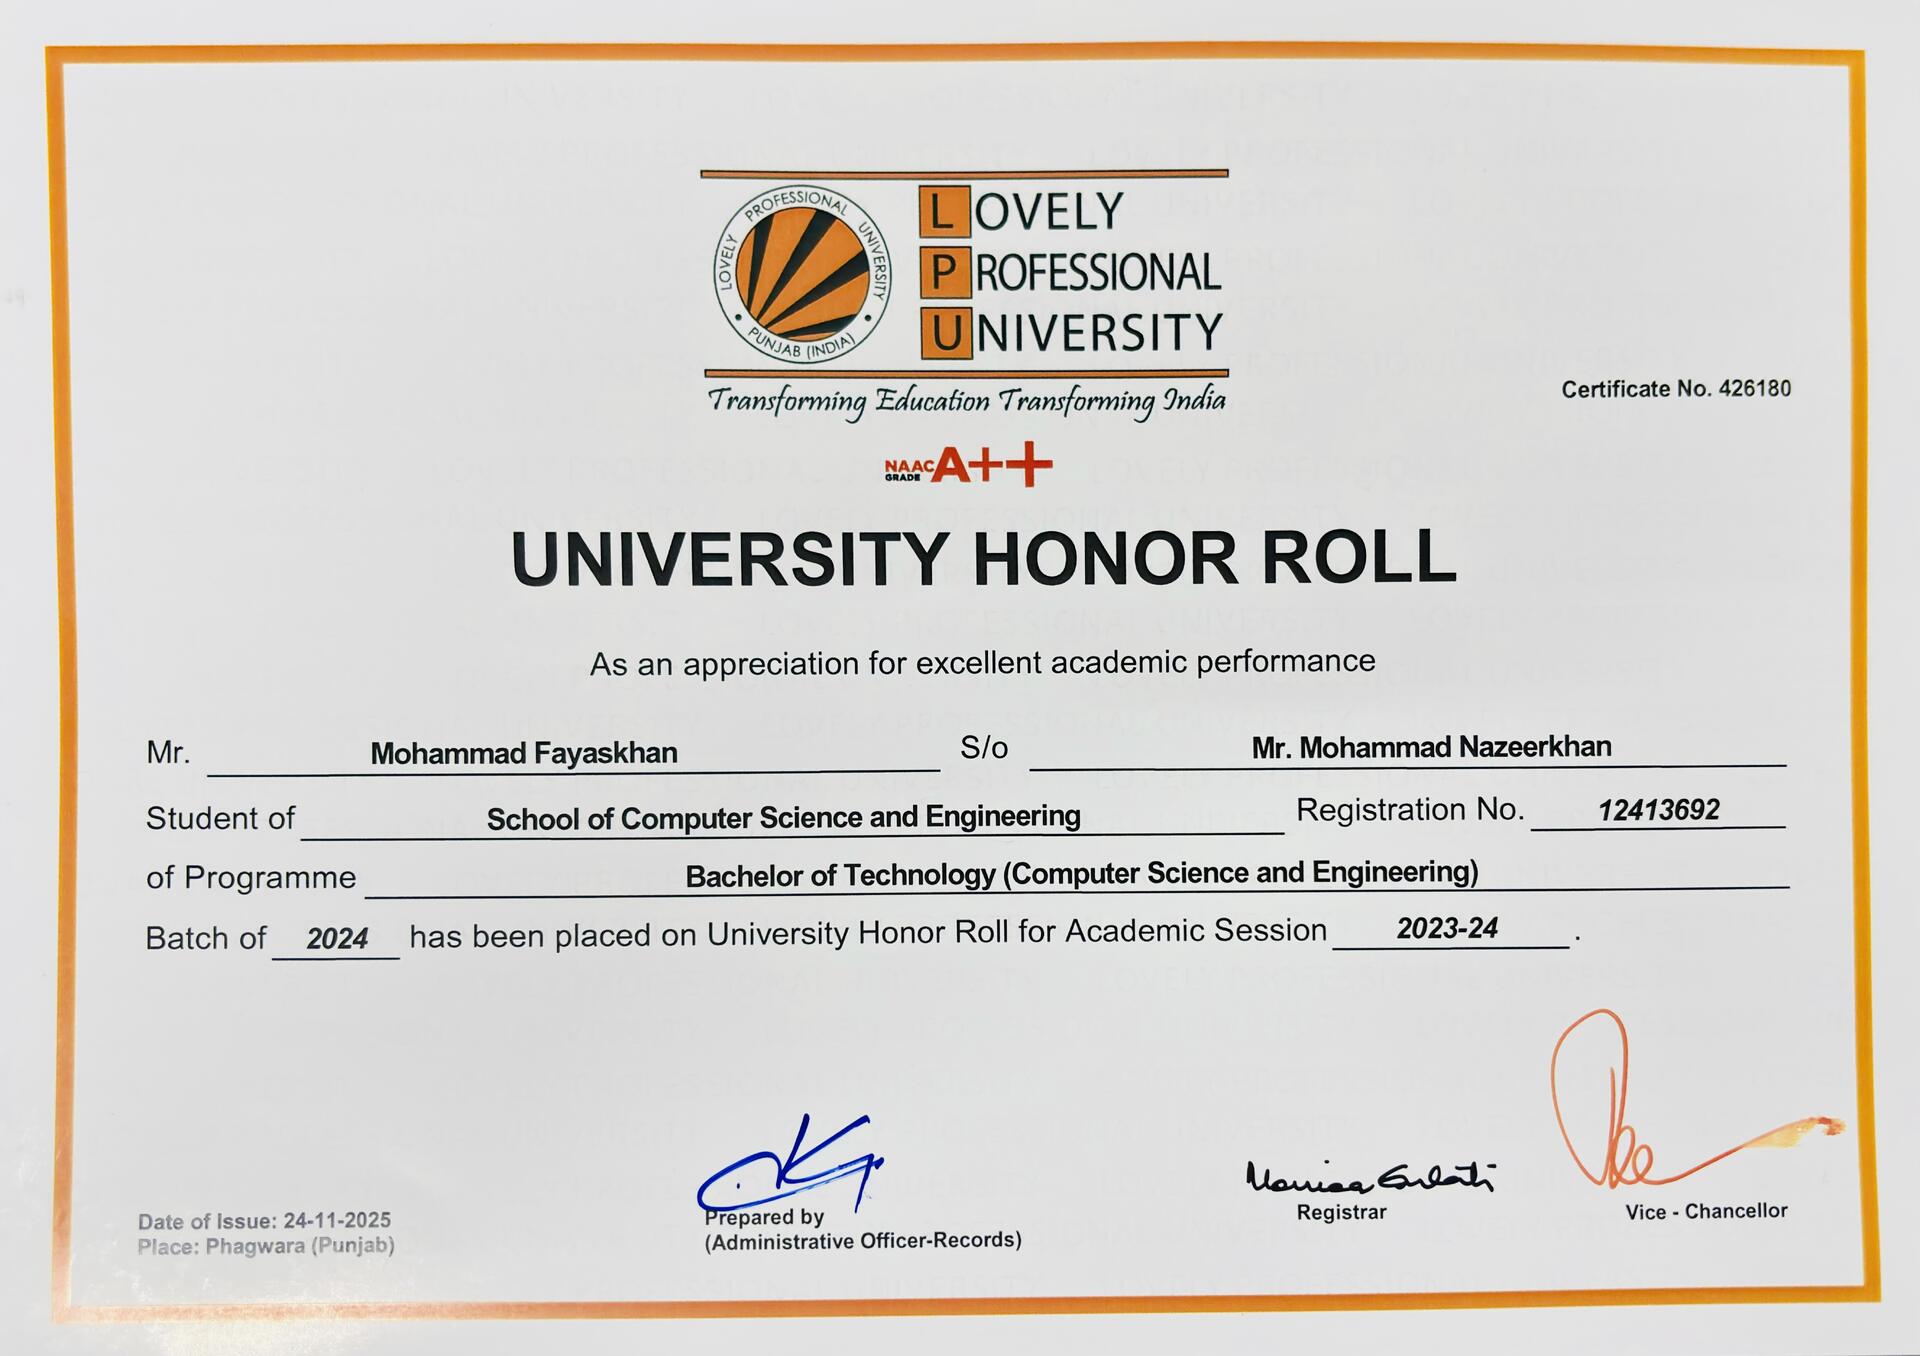 LOVELY PROFESSIONAL UNIVERSITY
PUNJAB (INDIA)
LOVELY
PROFESSIONAL
UNIVERSITY
Transforming Education Transforming India
Certificate No. 426180
NAAC GRADE A++
UNIVERSITY HONOR ROLL
As an appreciation for excellent academic performance
Mr. Mohammad Fayaskhan S/o Mr. Mohammad Nazeerkhan
Student of School of Computer Science and Engineering Registration No. 12413692
of Programme Bachelor of Technology (Computer Science and Engineering)
Batch of 2024 has been placed on University Honor Roll for Academic Session 2023-24.
Date of Issue: 24-11-2025
Place: Phagwara (Punjab)
Prepared by
(Administrative Officer-Records)
Registrar
Vice - Chancellor